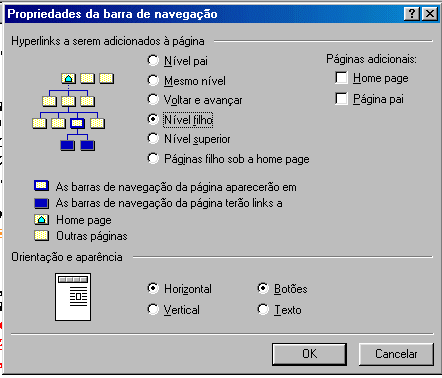 Propriedades da barra de navegação
Hyperlinks a serem adicionados à página
Nível pai
Mesmo nível
Voltar e avançar
Nível filho
Nível superior
Páginas filho sob a home page
Páginas adicionais:
Home page
Página pai
As barras de navegação da página aparecerão em
As barras de navegação da página terão links a
Home page
Outras páginas
Orientação e aparência
Horizontal
Vertical
Botões
Texto
OK
Cancelar